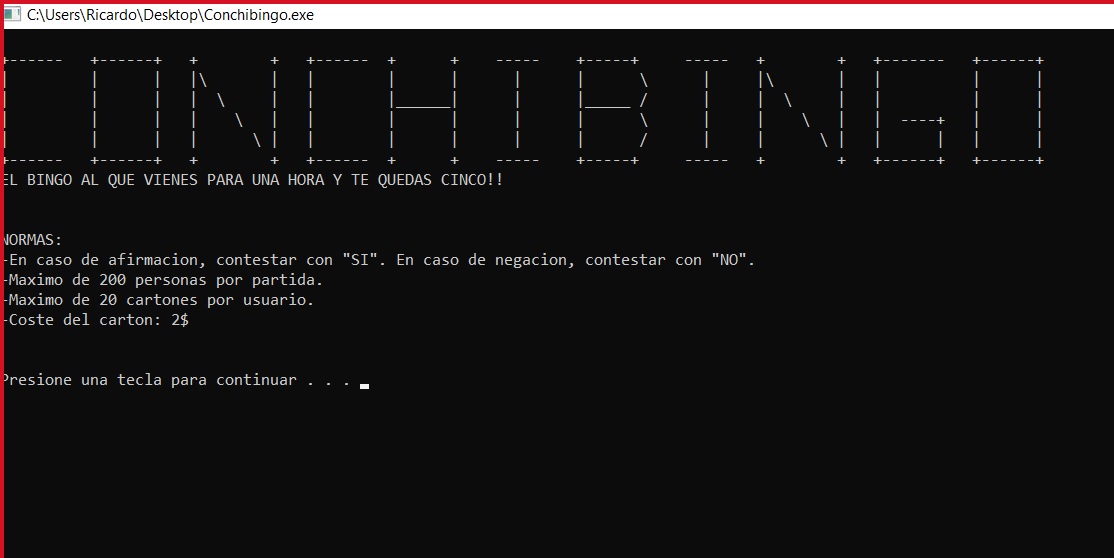 C:\Users\Ricardo\Desktop\Conchibingo.exe
CONCHIBINGO
EL BINGO AL QUE VIENES PARA UNA HORA Y TE QUEDAS CINCO!!
NORMAS:
-En caso de afirmacion, contestar con "SI". En caso de negacion, contestar con "NO".
-Maximo de 200 personas por partida.
-Maximo de 20 cartones por usuario.
-Coste del carton: 2$
Presione una tecla para continuar . . .